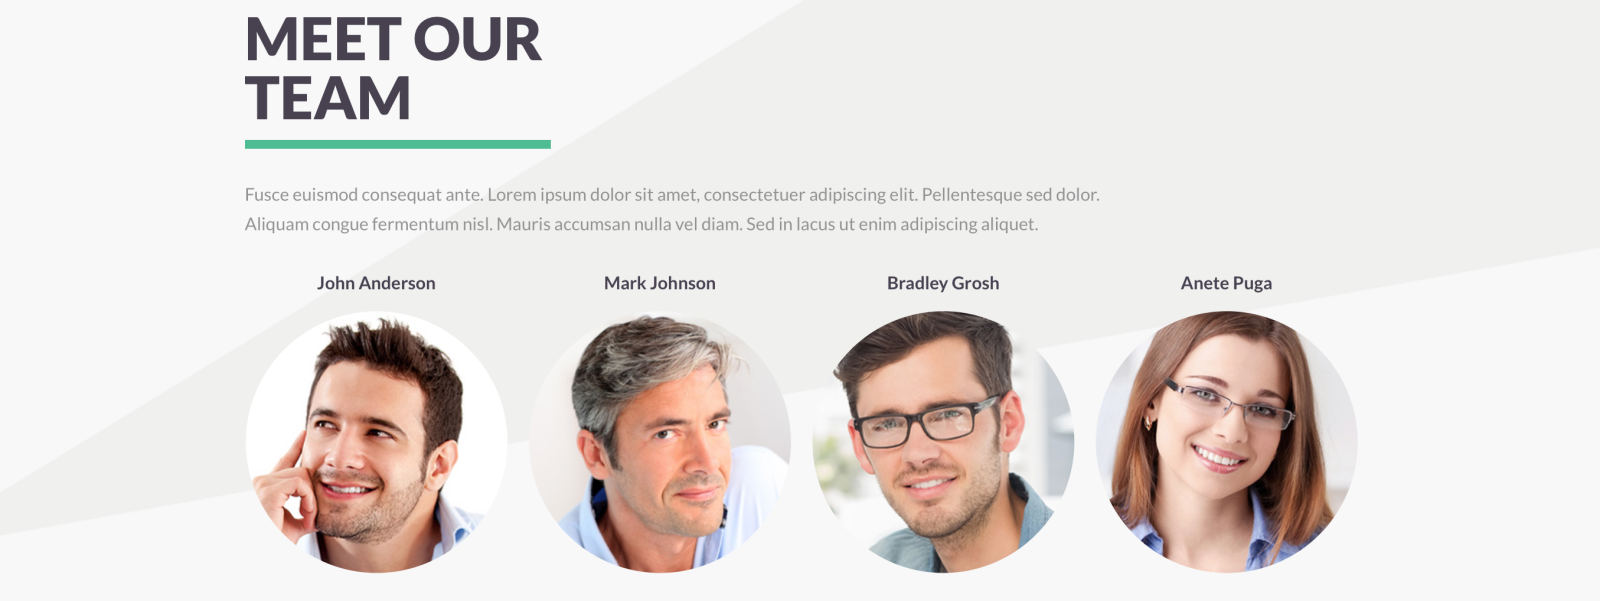 MEET OUR
TEAM
Fusce euismod consequat ante. Lorem ipsum dolor sit amet, consectetuer adipiscing elit. Pellentesque sed dolor.
Aliquam congue fermentum nisl. Mauris accumsan nulla vel diam. Sed in lacus ut enim adipiscing aliquet.
John Anderson Mark Johnson Bradley Grosh Anete Puga